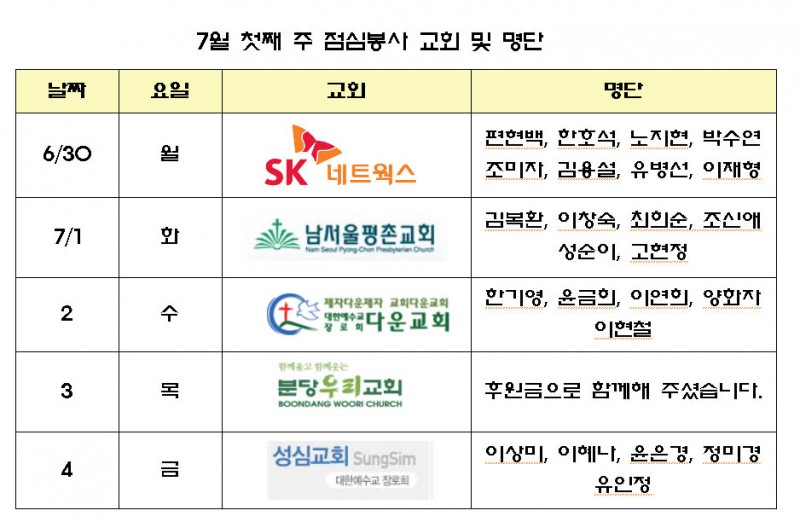 7월 첫째 주 점심봉사 교회 및 명단
날짜 요일 교회 명단
6/30 월 SK 네트웍스 편현백, 한호석, 노지현, 박수연
조미자, 김용설, 유병선, 이재형
7/1 화 남서울평촌교회 김복환, 이창숙, 최희순, 조신애
Nam Seoul Pyong-Chon Presbyterian Church
성순이, 고현정
2 수 제자다운제자 교회다운교회 한기영, 윤금희, 이연희, 양화자
대한예수교
장로회 다운교회 이현철
함께울고 함께웃는
3 목 분당우리교회 후원금으로 함께해 주셨습니다.
BOONDANG WOORI CHURCH
4 금 성심교회 SungSim 이상미, 이혜나, 윤은경, 정미경
대한예수교 장로회 유인정